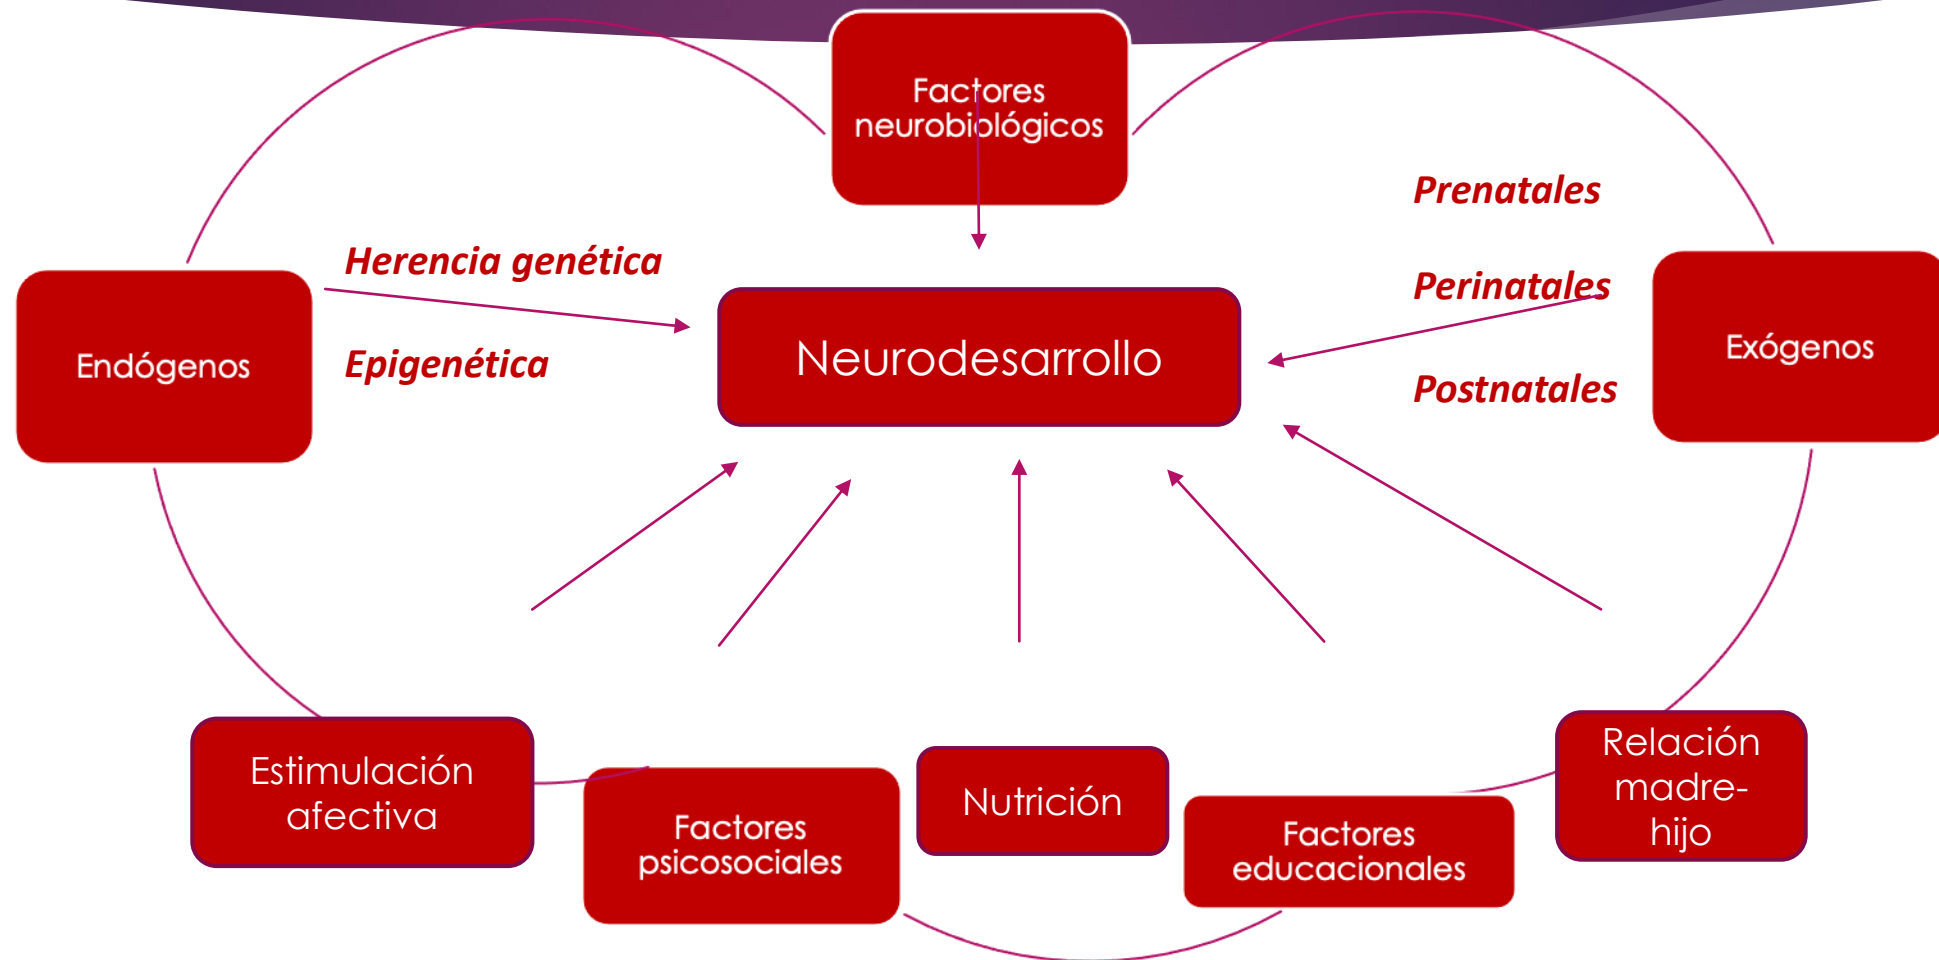 Factores
neurobiológicos
Prenatales
Herencia genética
Perinatales
Endógenos
Epigenética
Neurodesarrollo
Exógenos
Postnatales
Estimulación
afectiva
Factores
psicosociales
Nutrición
Factores
educacionales
Relación
madre-
hijo